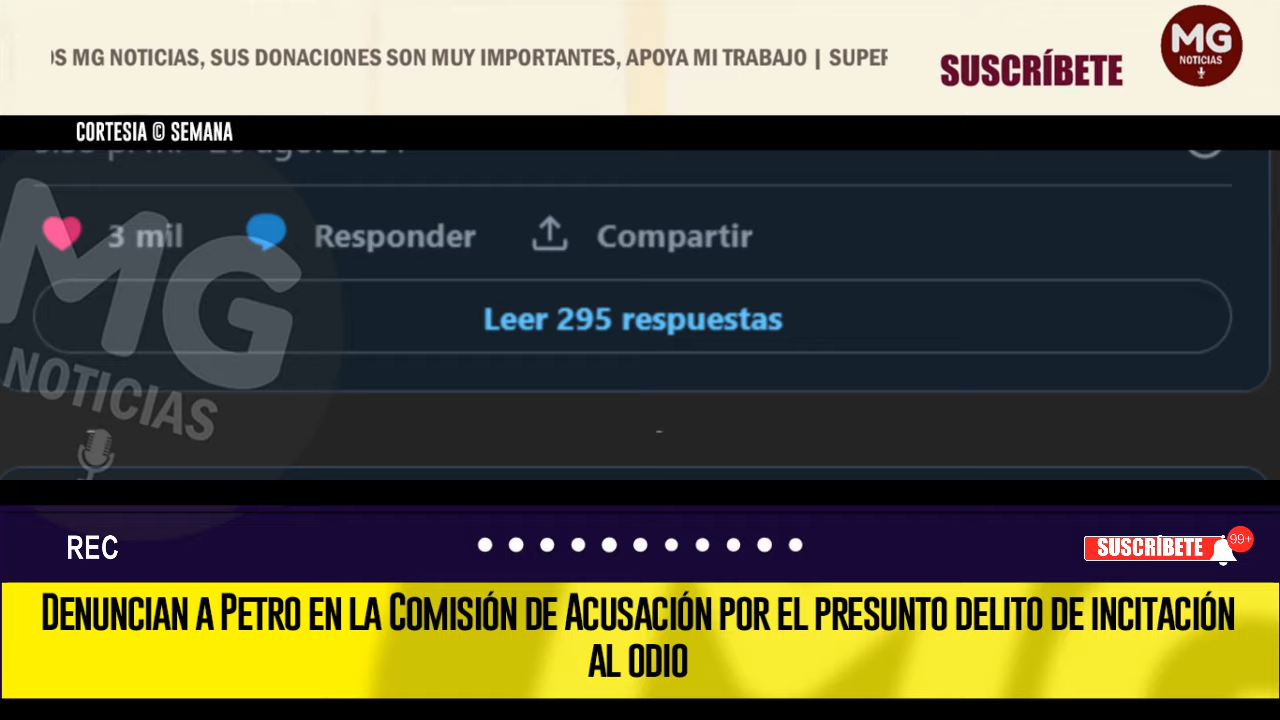 MG NOTICIAS, SUS DONACIONES SON MUY IMPORTANTES, APOYA MI TRABAJO |
SUSCRÍBETE
MG
NOTICIAS
CORTESIA © SEMANA
3 mil
Responder
Compartir
Leer 295 respuestas
MG
NOTICIAS
REC
SUSCRÍBETE
99+
DENUNCIAN A PETRO EN LA COMISIÓN DE ACUSACIÓN POR EL PRESUNTO DELITO DE INCITACIÓN
AL ODIO